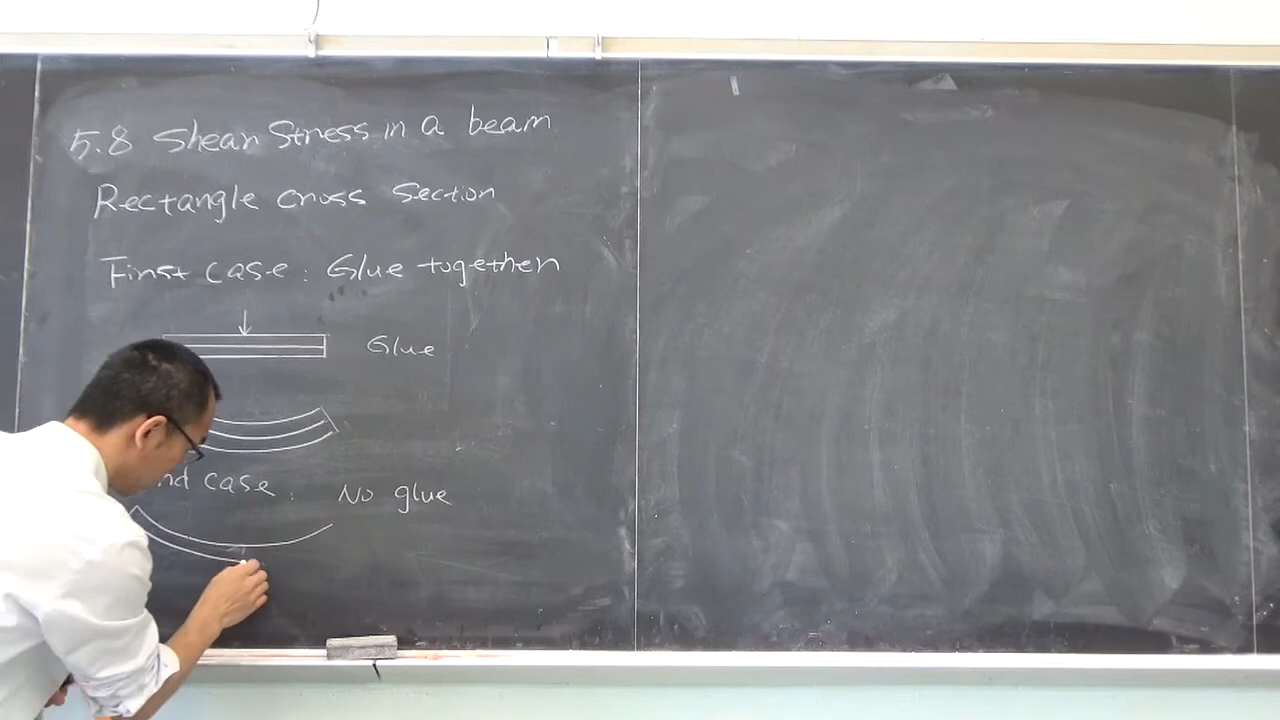 5.8 Shear Stress in a beam
Rectangle cross Section
First case : Glue together
Glue
nd case : No glue